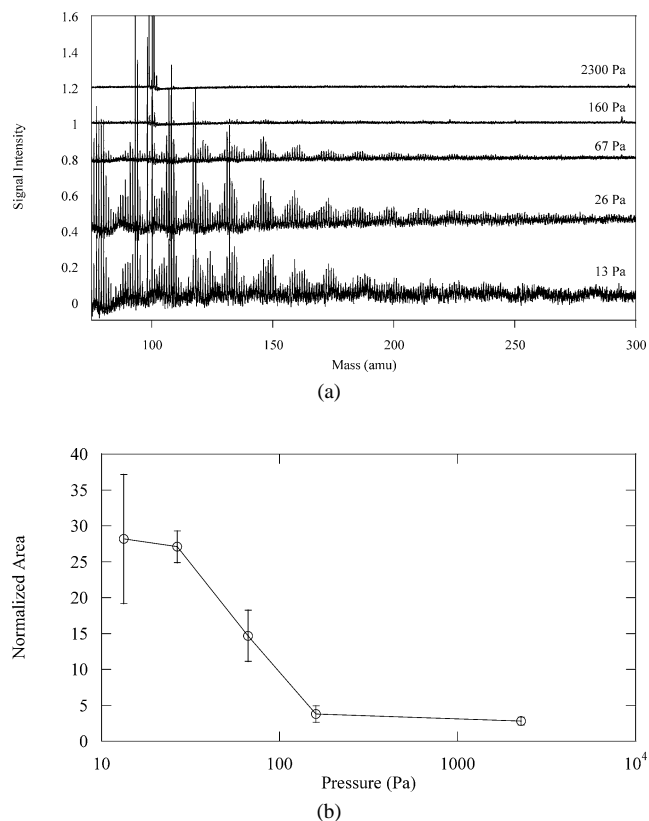 1.6
1.4
1.2
1
0.8
0.6
0.4
0.2
0
Signal Intensity
2300 Pa
160 Pa
67 Pa
26 Pa
13 Pa
100 150 200 250 300
Mass (amu)
(a)
40
35
30
25
20
15
10
5
0
Normalized Area
10 100 1000 10⁴
Pressure (Pa)
(b)